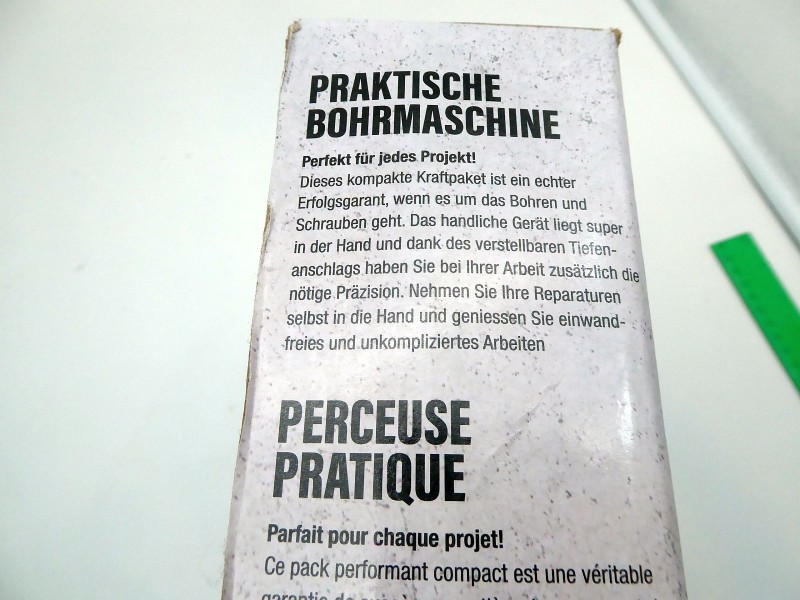 PRAKTISCHE
BOHRMASCHINE
Perfekt für jedes Projekt!
Dieses kompakte Kraftpaket ist ein echter
Erfolgsgarant, wenn es um das Bohren und
Schrauben geht. Das handliche Gerät liegt super
in der Hand und dank des verstellbaren Tiefen-
anschlags haben Sie bei Ihrer Arbeit zusätzlich die
nötige Präzision. Nehmen Sie Ihre Reparaturen
selbst in die Hand und geniessen Sie einwand-
freies und unkompliziertes Arbeiten
PERCEUSE
PRATIQUE
Parfait pour chaque projet!
Ce pack performant compact est une véritable
garantie de